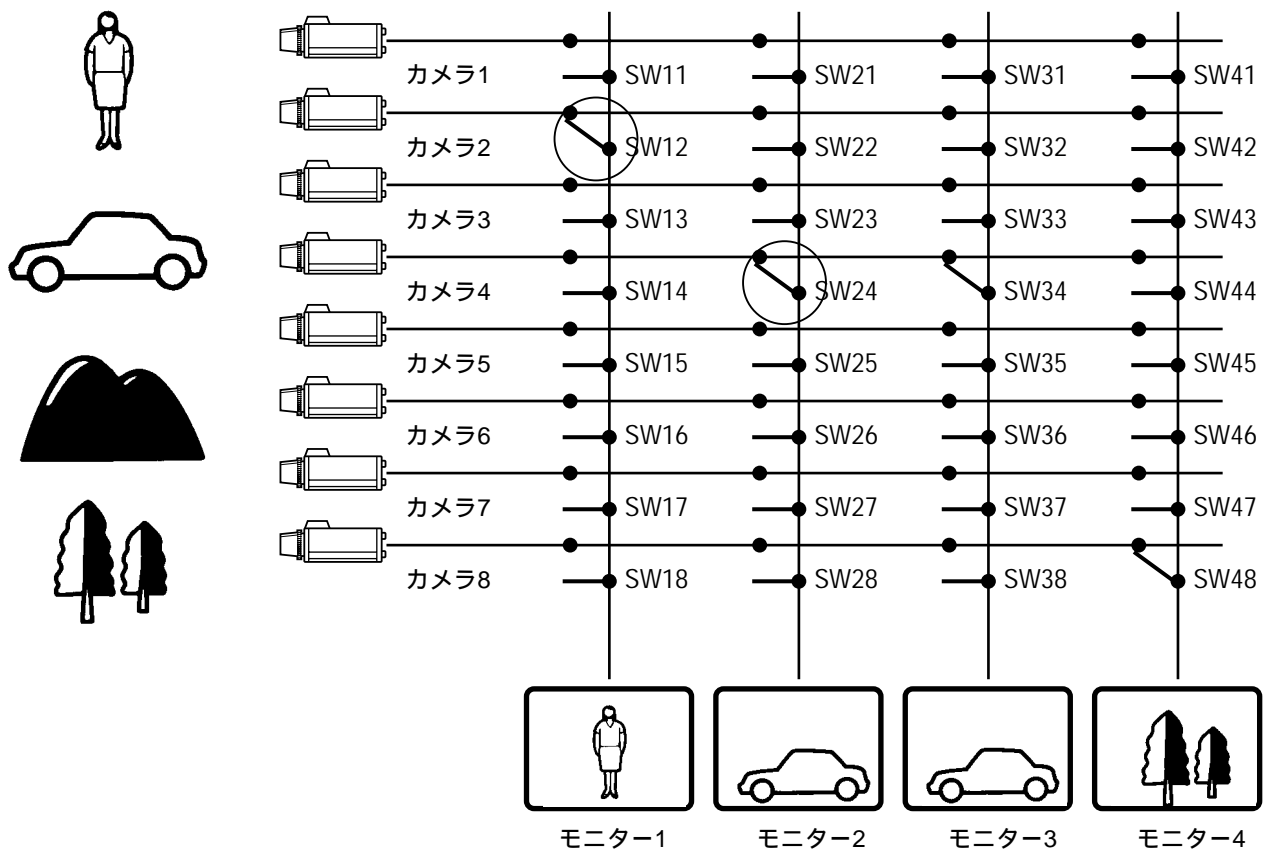 カメラ1 SW11 SW21 SW31 SW41
カメラ2 SW12 SW22 SW32 SW42
カメラ3 SW13 SW23 SW33 SW43
カメラ4 SW14 SW24 SW34 SW44
カメラ5 SW15 SW25 SW35 SW45
カメラ6 SW16 SW26 SW36 SW46
カメラ7 SW17 SW27 SW37 SW47
カメラ8 SW18 SW28 SW38 SW48
モニター1 モニター2 モニター3 モニター4